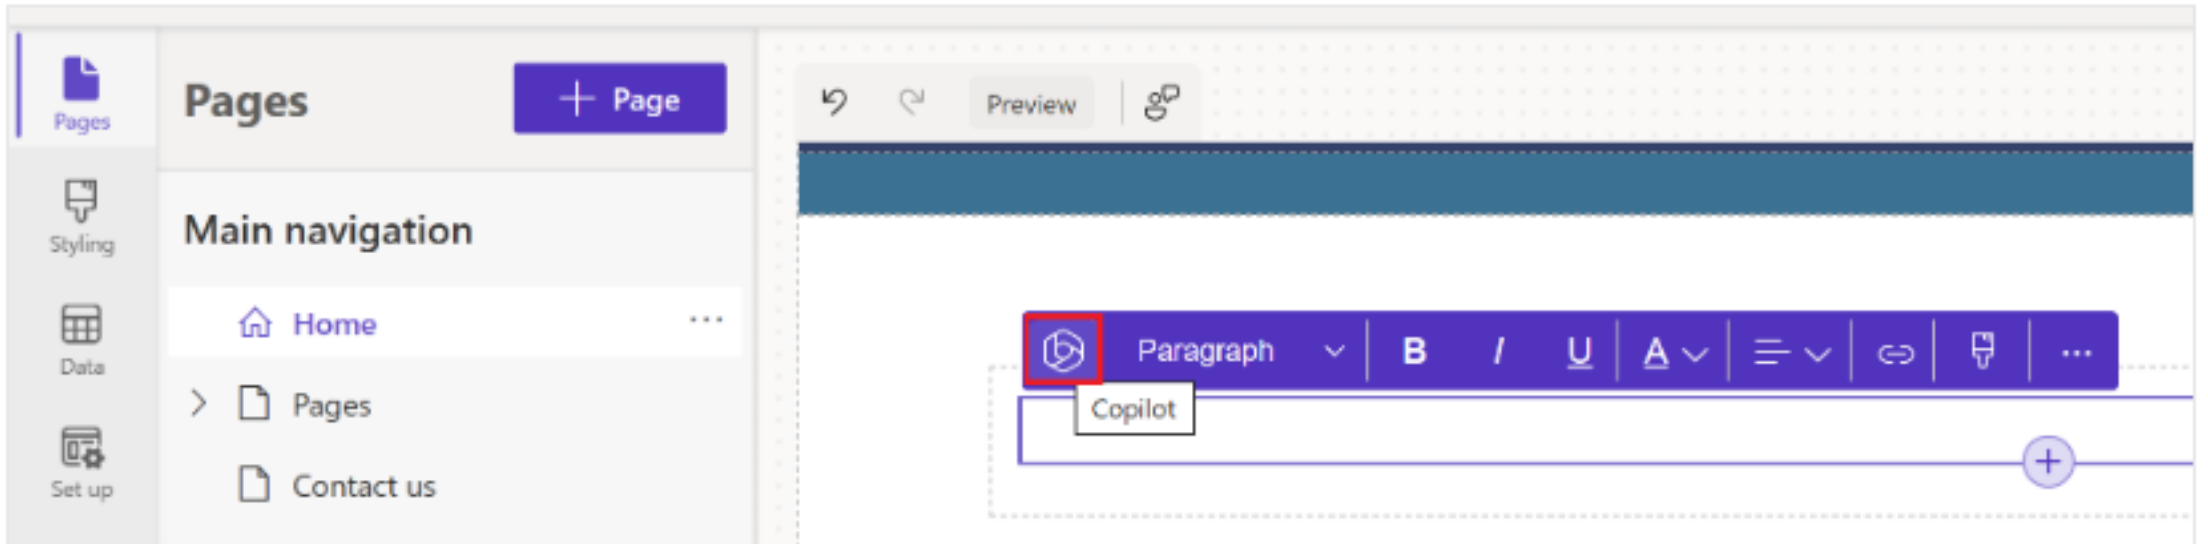 Pages
Styling
Data
Set up
Pages
+ Page
Main navigation
Home
Pages
Contact us
Preview
Paragraph
B I U A
Copilot